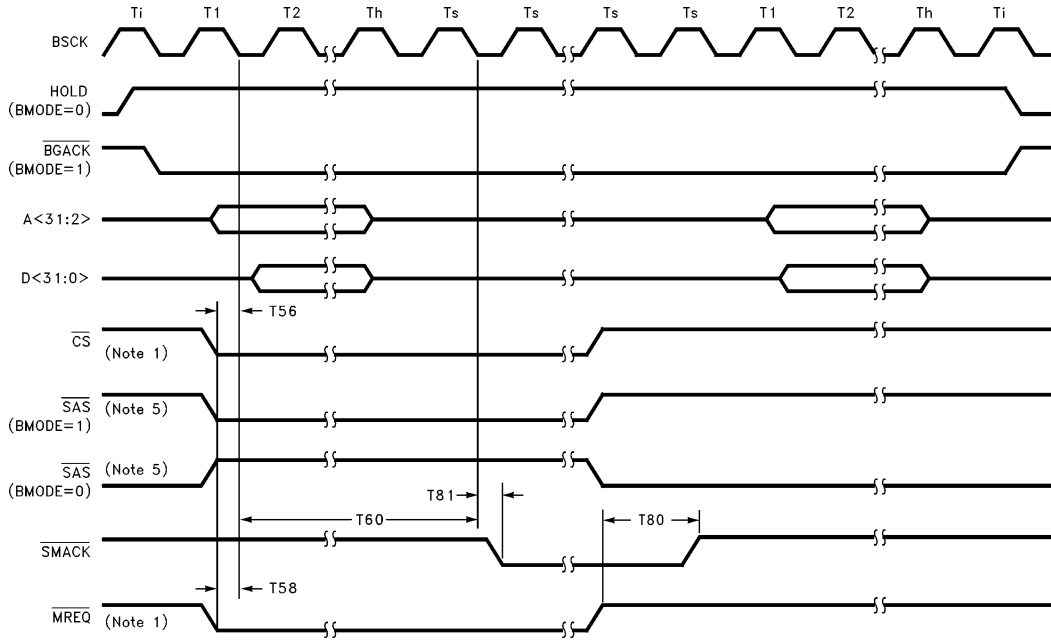 Ti T1 T2 Th Ts Ts Ts Ts T1 T2 Th Ti
BSCK
HOLD
(BMODE=0)
BGACK
(BMODE=1)
A<31:2>
D<31:0>
T56
CS (Note 1)
SAS (Note 5)
(BMODE=1)
SAS (Note 5)
(BMODE=0)
T81
T60 T80
SMACK
T58
MREQ (Note 1)